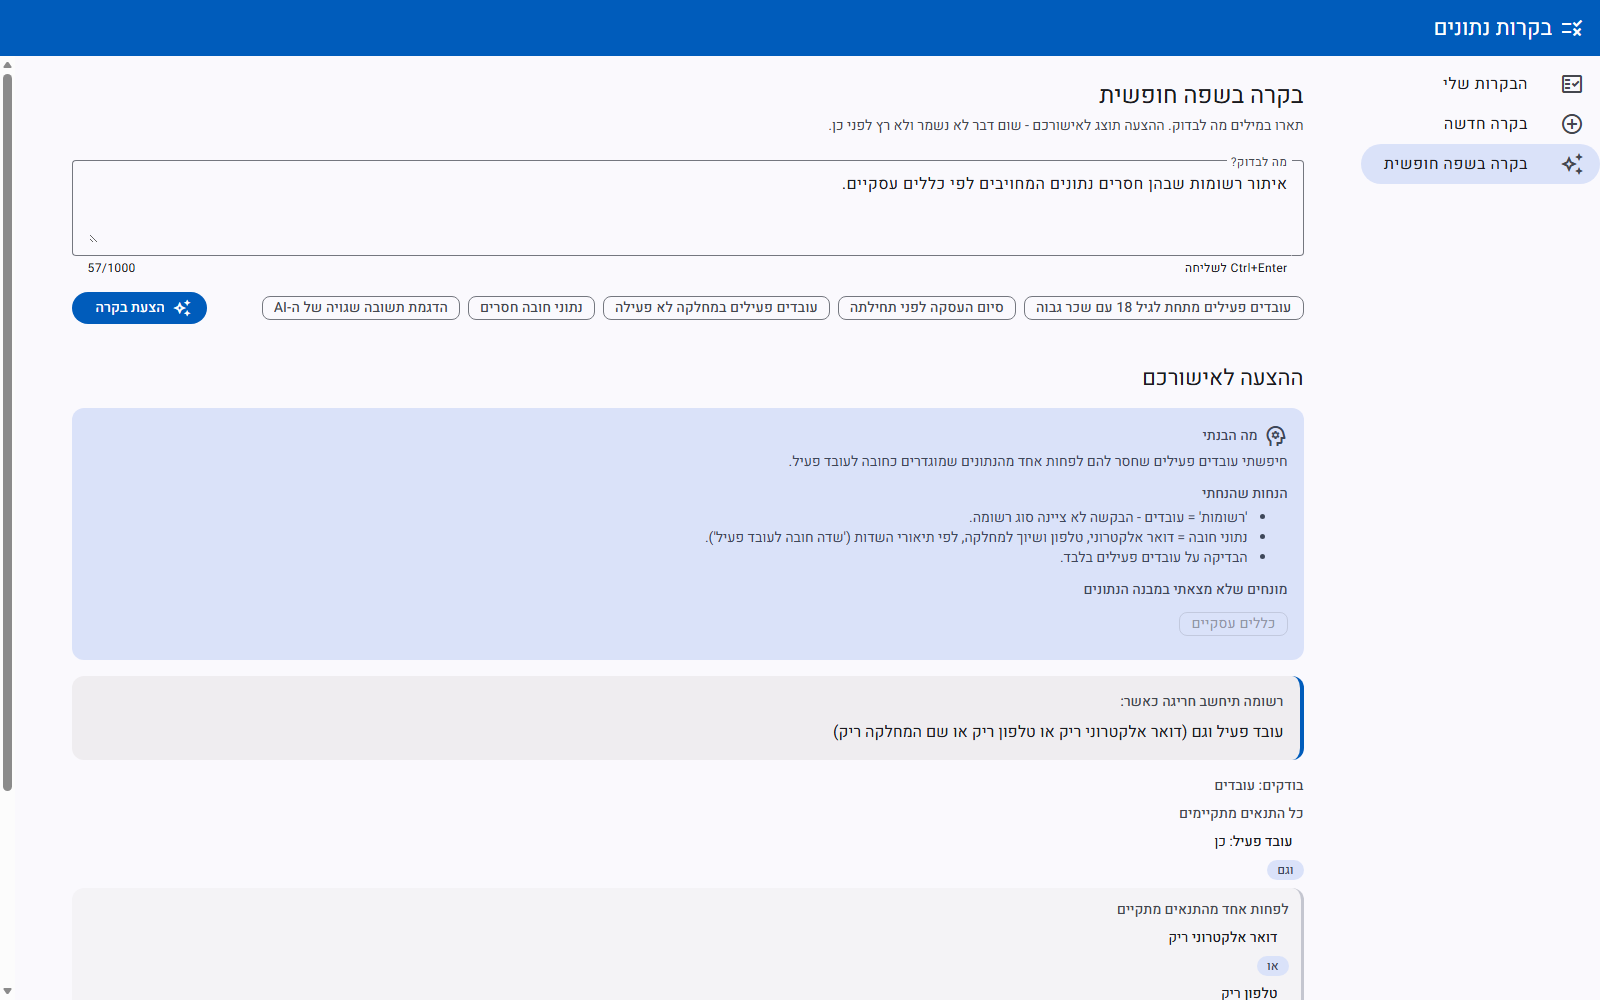 בקרות נתונים
הבקרות שלי
בקרה חדשה
בקרה בשפה חופשית
בקרה בשפה חופשית
תארו במילים מה לבדוק. ההצעה תוצג לאישורכם - שום דבר לא נשמר ולא רץ לפני כן.
מה לבדוק?
איתור רשומות שבהן חסרים נתונים המחויבים לפי כללים עסקיים.
Ctrl+Enter לשליחה
57/1000
עובדים פעילים מתחת לגיל 18 עם שכר גבוה
סיום העסקה לפני תחילתה
עובדים פעילים במחלקה לא פעילה
נתוני חובה חסרים
הדגמת תשובה שגויה של ה-AI
הצעת בקרה
ההצעה לאישורכם
מה הבנתי
חיפשתי עובדים פעילים שחסר להם לפחות אחד מהנתונים שמוגדרים כחובה לעובד פעיל.
הנחות שהנחתי
'רשומות' = עובדים - הבקשה לא ציינה סוג רשומה.
נתוני חובה = דואר אלקטרוני, טלפון ושיוך למחלקה, לפי תיאורי השדות ('שדה חובה לעובד פעיל').
הבדיקה על עובדים פעילים בלבד.
מונחים שלא מצאתי במבנה הנתונים
כללים עסקיים
רשומה תיחשב חריגה כאשר:
עובד פעיל וגם (דואר אלקטרוני ריק או טלפון ריק או שם המחלקה ריק)
בודקים: עובדים
כל התנאים מתקיימים
עובד פעיל: כן
וגם
לפחות אחד מהתנאים מתקיים
דואר אלקטרוני ריק
או
טלפון ריק